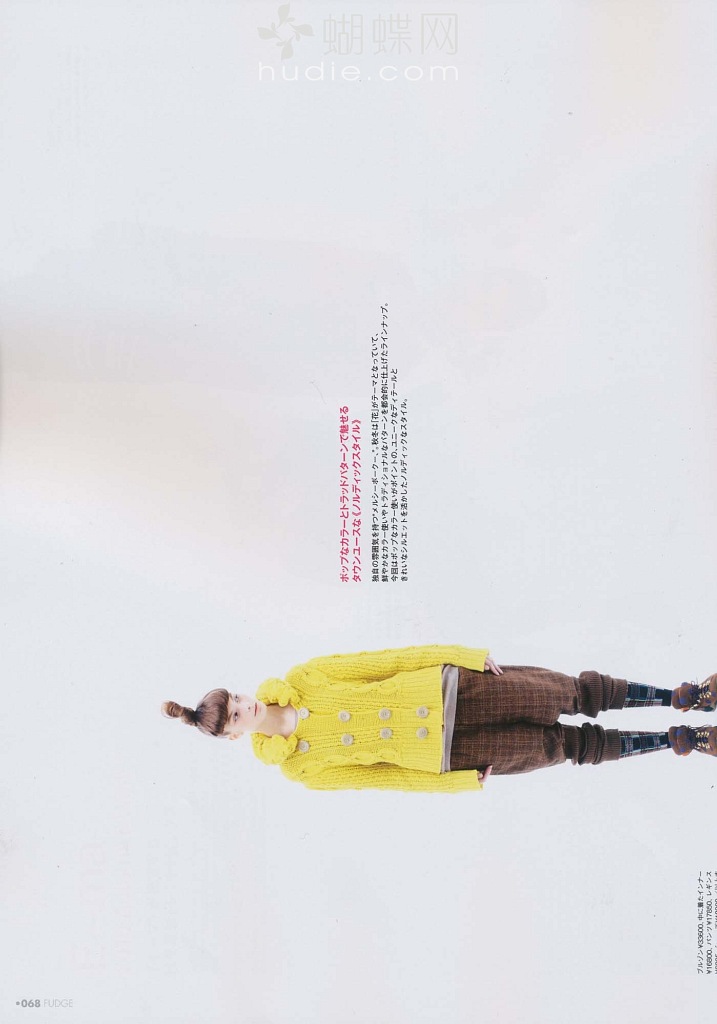 蝴蝶网
hudie.com
ポップなカラーとトラッドパターンで魅せる
タウンユースな《ノルディックスタイル》
独自の雰囲気を持つ“メルシーボークー、”。秋冬は「花」がテーマとなっていて、
鮮やかなカラー使いやトラディショナルなパターンを都会的に仕上げたラインナップ。
今回はポップなカラー使いがポイントの、ユニークなディテールと
きれいなシルエットを活かしたノルディックなスタイル。
ブルゾン¥33600、中に着たインナー
¥16800、パンツ¥17850、レギンス
•068 FUDGE